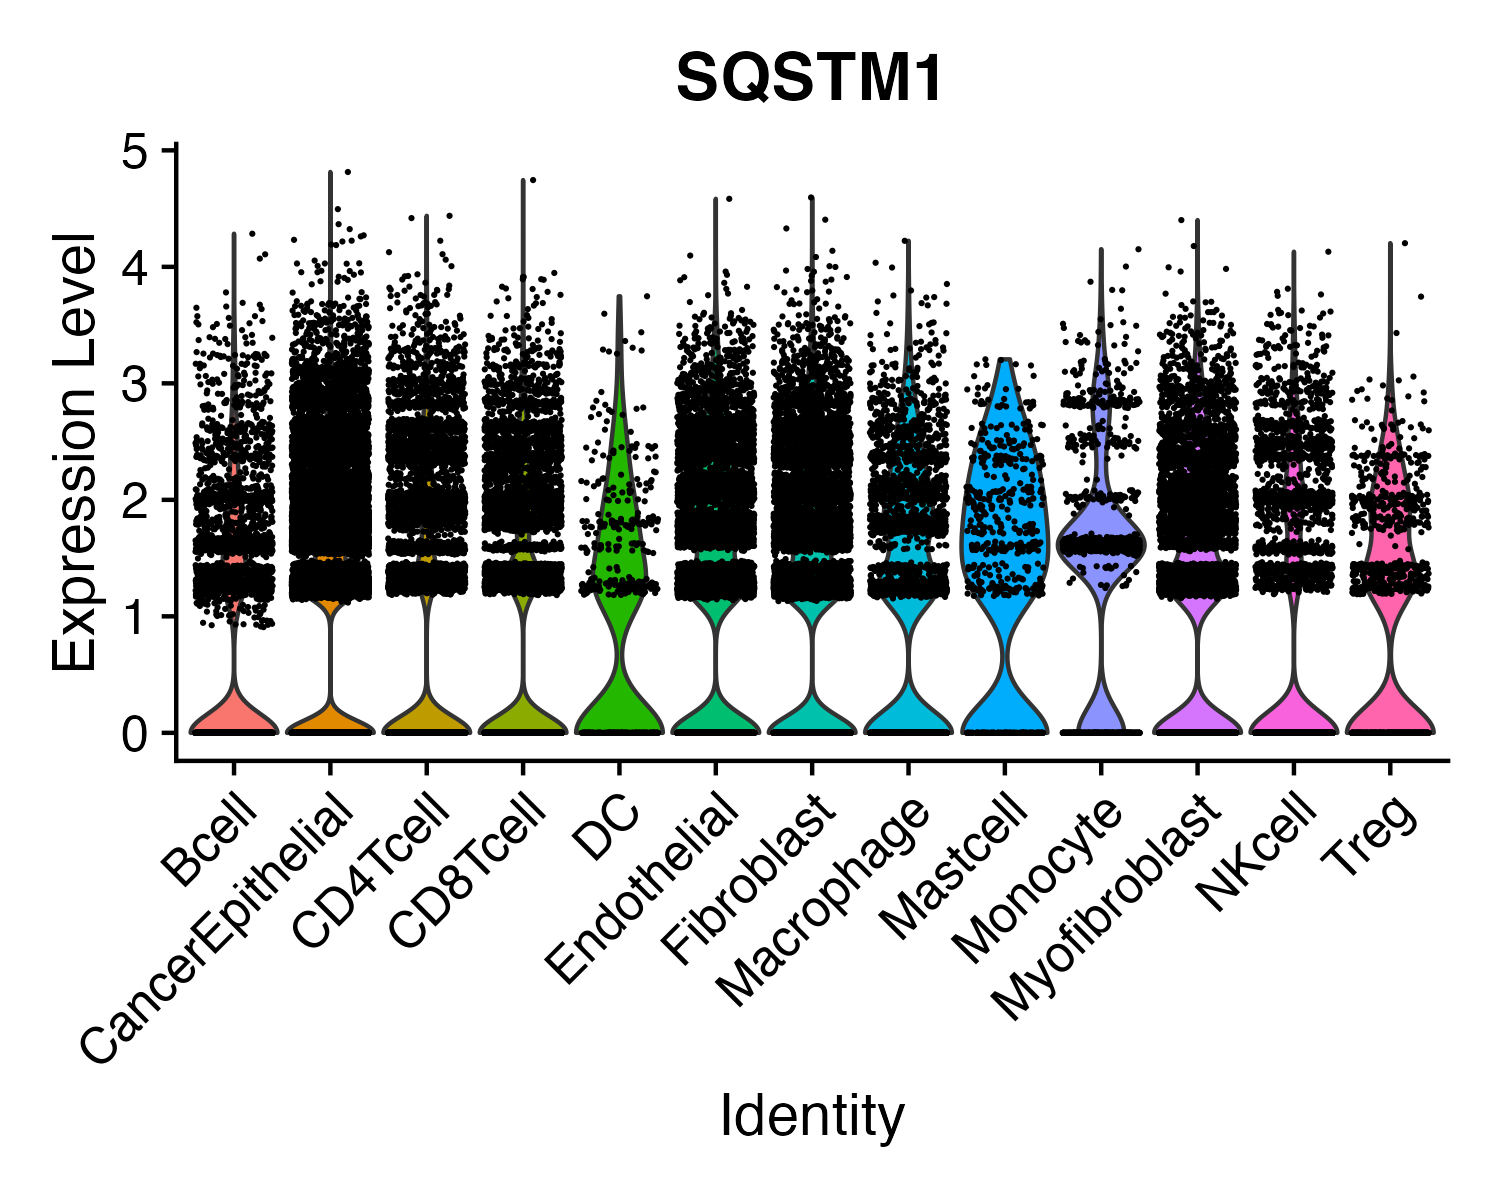 SQSTM1
Expression Level
5
4
3
2
1
0
Bcell
CancerEpithelial
CD4Tcell
CD8Tcell
DC
Endothelial
Fibroblast
Macrophage
Mastcell
Monocyte
Myofibroblast
NKcell
Treg
Identity